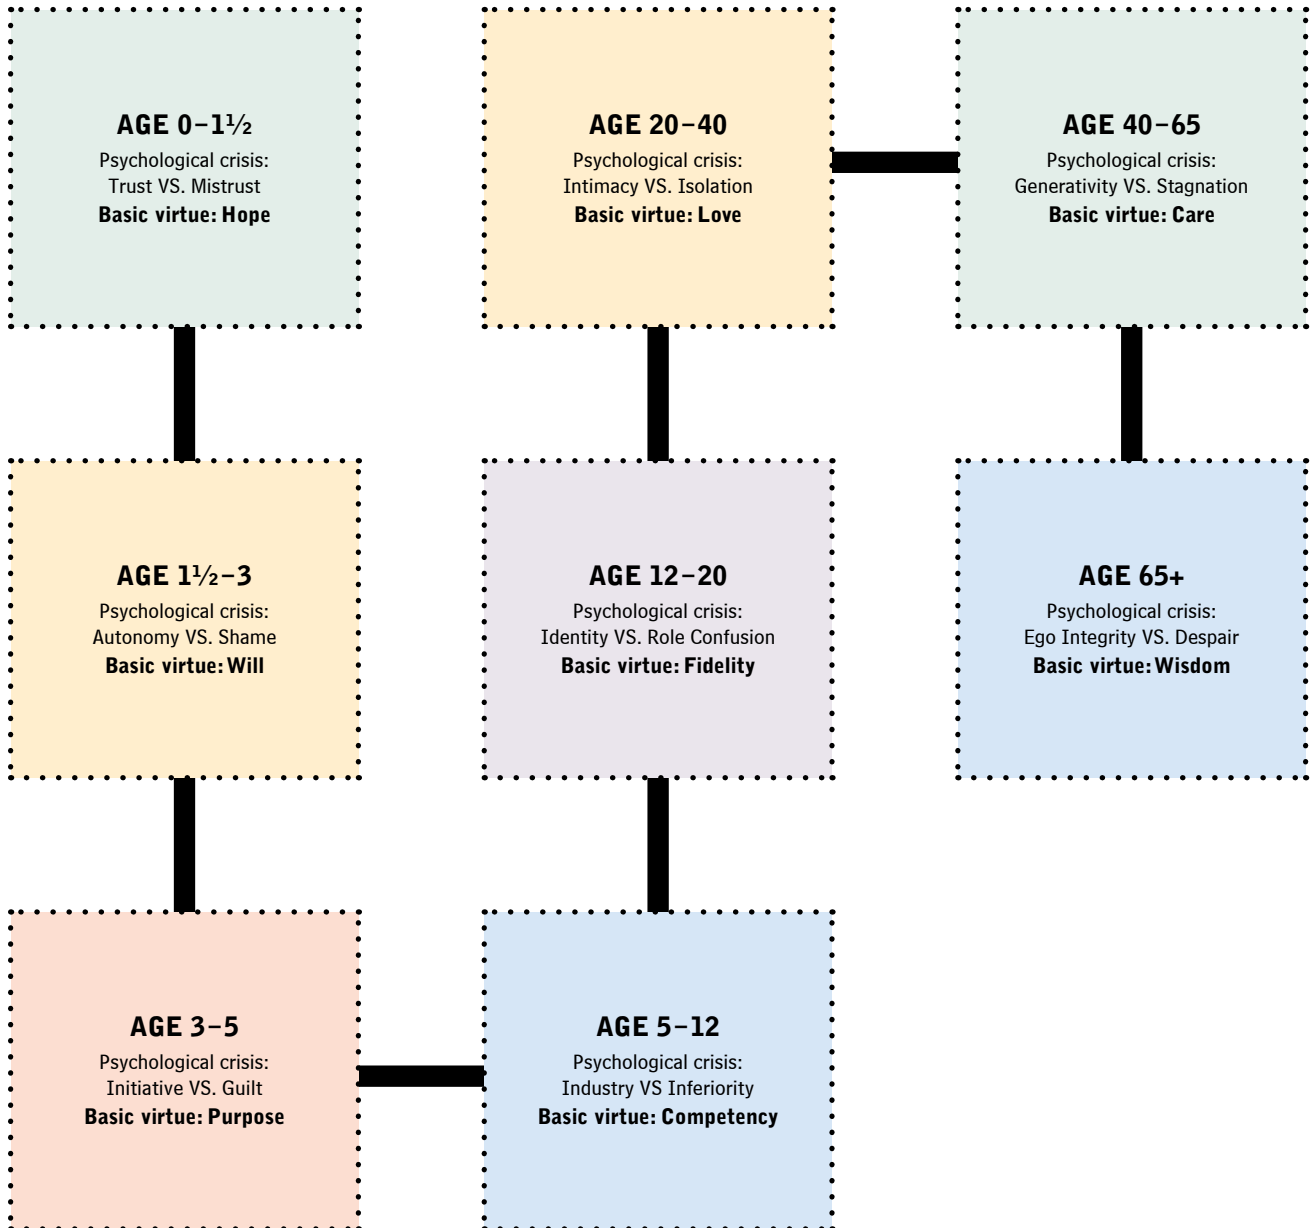 AGE 0–1½
Psychological crisis:
Trust VS. Mistrust
Basic virtue: Hope
AGE 1½–3
Psychological crisis:
Autonomy VS. Shame
Basic virtue: Will
AGE 3–5
Psychological crisis:
Initiative VS. Guilt
Basic virtue: Purpose
AGE 5–12
Psychological crisis:
Industry VS Inferiority
Basic virtue: Competency
AGE 12–20
Psychological crisis:
Identity VS. Role Confusion
Basic virtue: Fidelity
AGE 20–40
Psychological crisis:
Intimacy VS. Isolation
Basic virtue: Love
AGE 40–65
Psychological crisis:
Generativity VS. Stagnation
Basic virtue: Care
AGE 65+
Psychological crisis:
Ego Integrity VS. Despair
Basic virtue: Wisdom